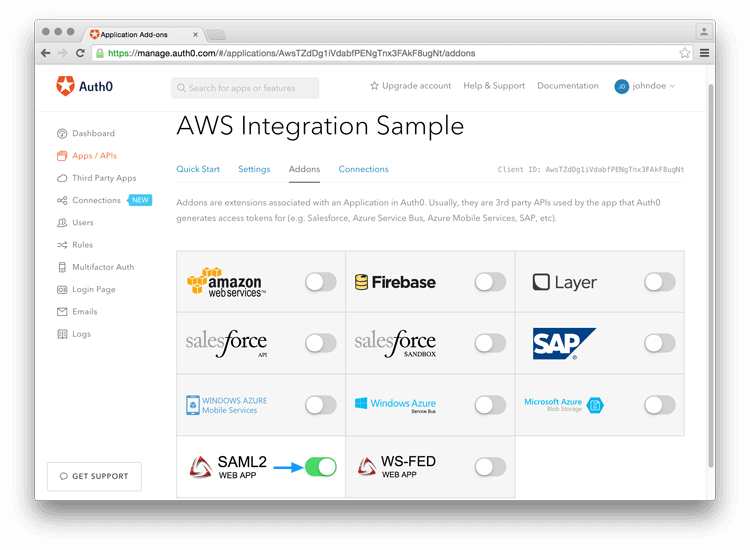 Application Add-ons
https://manage.auth0.com/#/applications/AwsTZdDg1iVdabfPENgTnx3FAkF8ugNt/addons
Auth0
Search for apps or features
Upgrade account
Help & Support
Documentation
JD
johndoe
Dashboard
Apps / APIs
Third Party Apps
Connections NEW
Users
Rules
Multifactor Auth
Login Page
Emails
Logs
GET SUPPORT
AWS Integration Sample
Quick Start Settings Addons Connections
Client ID: AwsTZdDg1iVdabfPENgTnx3FAkF8ugNt
Addons are extensions associated with an Application in Auth0. Usually, they are 3rd party APIs used by the app that Auth0
generates access tokens for (e.g. Salesforce, Azure Service Bus, Azure Mobile Services, SAP, etc).
amazon
web services™
Firebase
Layer
salesforce
API
salesforce
SANDBOX
SAP®
WINDOWS AZURE
Mobile Services
Windows Azure
Service Bus
Microsoft Azure
Blob Storage
SAML2
WEB APP
WS-FED
WEB APP